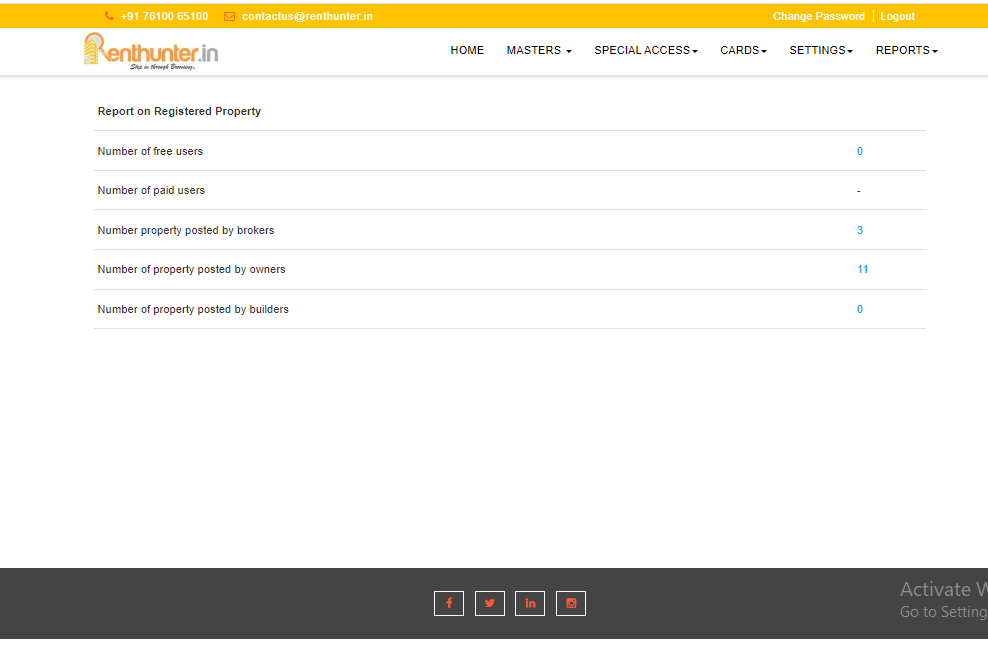 +91 76100 65100 contactus@renthunter.in Change Password Logout
Renthunter.in
Step in through Browsing..
HOME MASTERS SPECIAL ACCESS CARDS SETTINGS REPORTS
Report on Registered Property
Number of free users 0
Number of paid users -
Number property posted by brokers 3
Number of property posted by owners 11
Number of property posted by builders 0
Activate W
Go to Setting